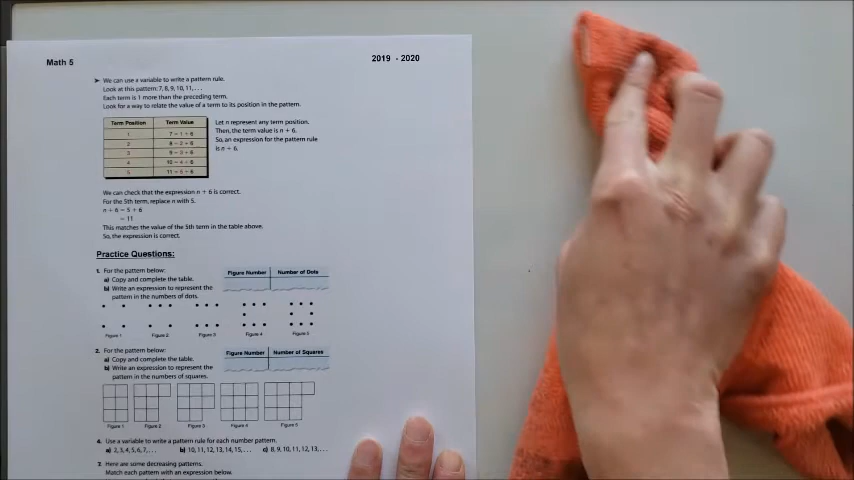 Math 5
2019 - 2020
➤ We can use a variable to write a pattern rule.
Look at this pattern: 7, 8, 9, 10, 11, . . .
Each term is 1 more than the preceding term.
Look for a way to relate the value of a term to its position in the pattern.
Term Position Term Value
1 7 = 1 + 6
2 8 = 2 + 6
3 9 = 3 + 6
4 10 = 4 + 6
5 11 = 5 + 6
Let n represent any term position.
Then, the term value is n + 6.
So, an expression for the pattern rule
is n + 6.
We can check that the expression n + 6 is correct.
For the 5th term, replace n with 5.
n + 6 = 5 + 6
= 11
This matches the value of the 5th term in the table above.
So, the expression is correct.
Practice Questions:
1. For the pattern below:
a) Copy and complete the table.
b) Write an expression to represent the
pattern in the numbers of dots.
Figure Number Number of Dots
Figure 1 Figure 2 Figure 3 Figure 4 Figure 5
2. For the pattern below:
a) Copy and complete the table.
b) Write an expression to represent the
pattern in the numbers of squares.
Figure Number Number of Squares
Figure 1 Figure 2 Figure 3 Figure 4 Figure 5
4. Use a variable to write a pattern rule for each number pattern.
a) 2, 3, 4, 5, 6, 7, . . . b) 10, 11, 12, 13, 14, 15, . . . c) 8, 9, 10, 11, 12, 13, . . .
Here are some decreasing patterns.
Match each pattern with an expression below.